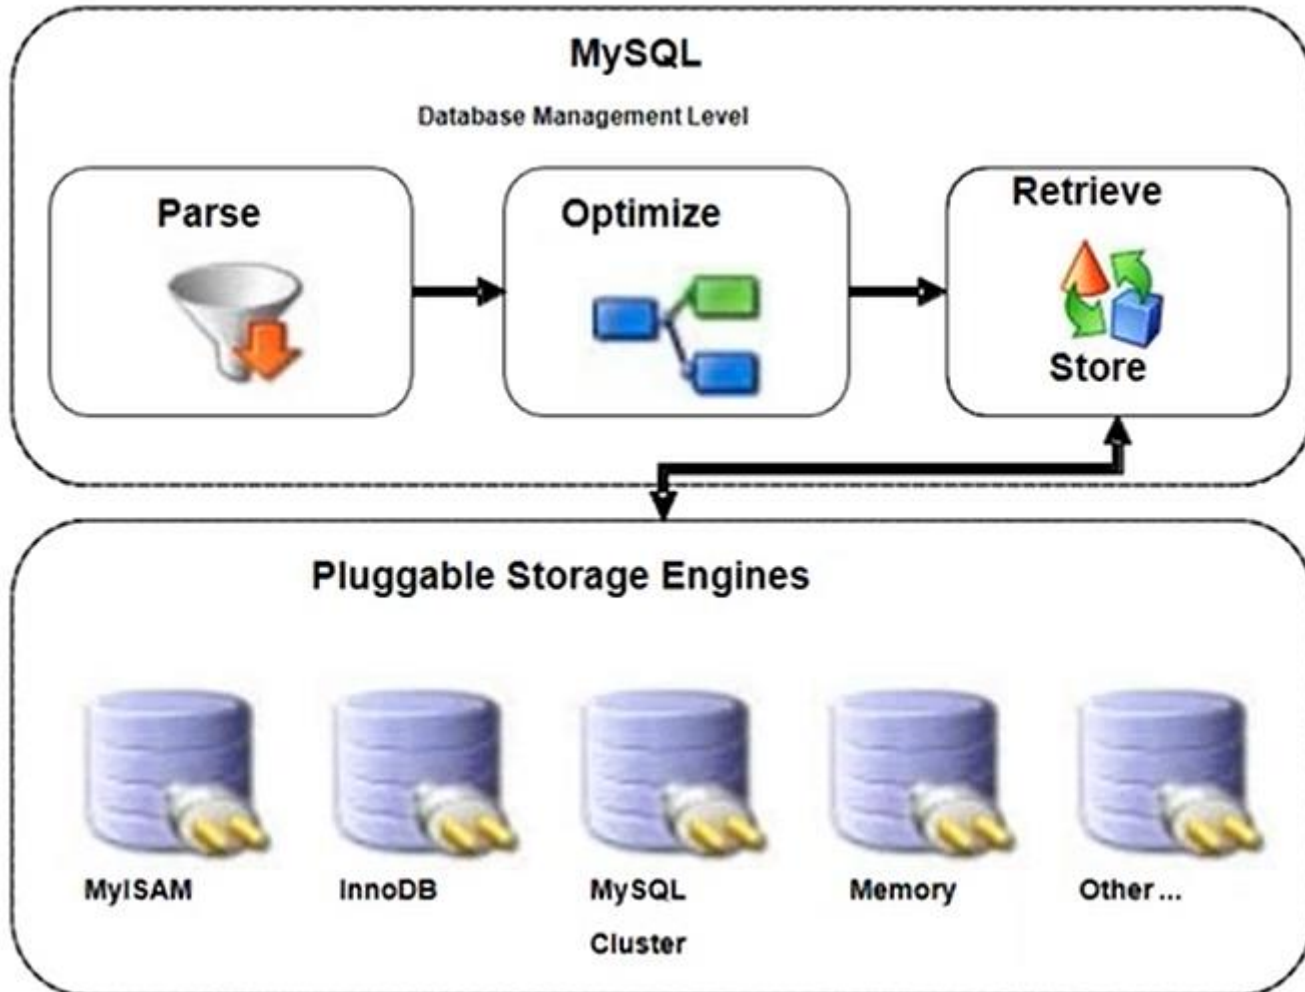 MySQL
Database Management Level
Parse
Optimize
Retrieve
Store
Pluggable Storage Engines
MyISAM
InnoDB
MySQL
Cluster
Memory
Other ...